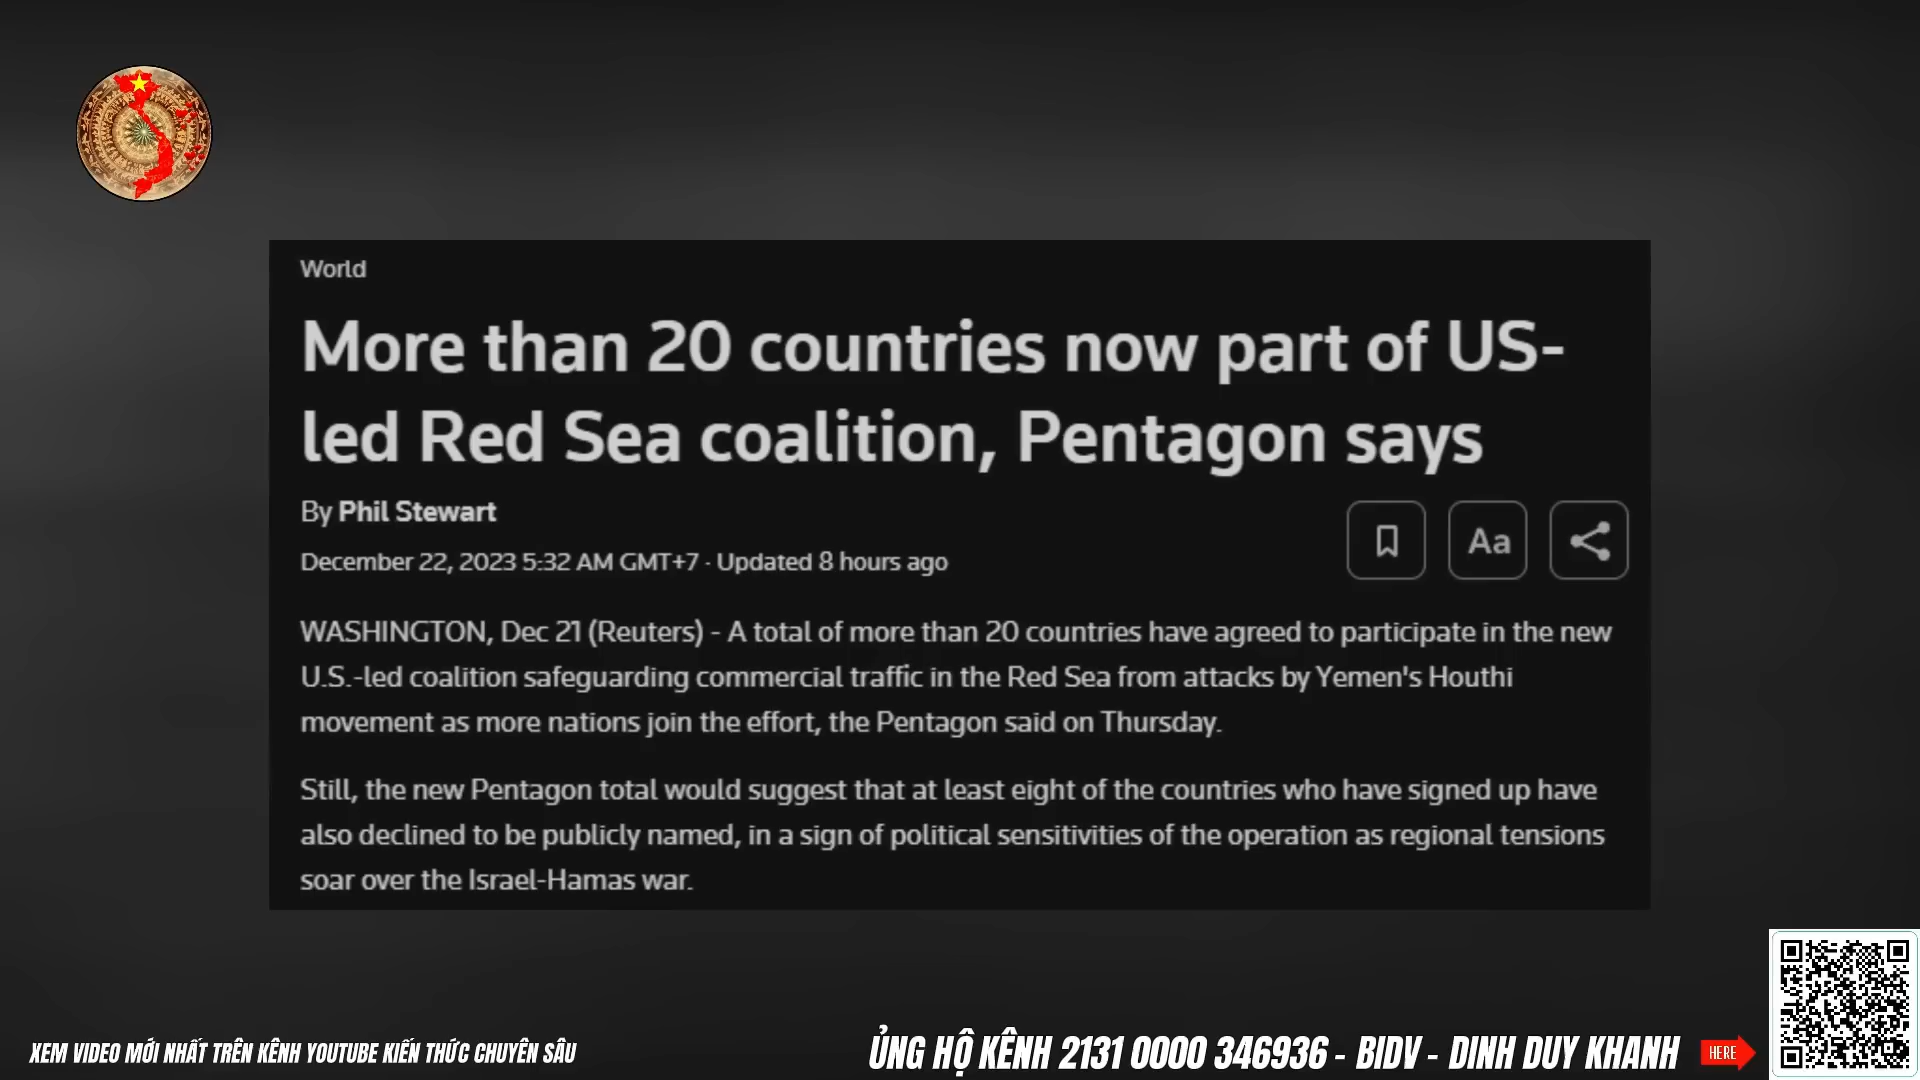 World
More than 20 countries now part of US-
led Red Sea coalition, Pentagon says
By Phil Stewart
December 22, 2023 5:32 AM GMT+7 · Updated 8 hours ago
Aa
WASHINGTON, Dec 21 (Reuters) - A total of more than 20 countries have agreed to participate in the new
U.S.-led coalition safeguarding commercial traffic in the Red Sea from attacks by Yemen's Houthi
movement as more nations join the effort, the Pentagon said on Thursday.
Still, the new Pentagon total would suggest that at least eight of the countries who have signed up have
also declined to be publicly named, in a sign of political sensitivities of the operation as regional tensions
soar over the Israel-Hamas war.
XEM VIDEO MỚI NHẤT TRÊN KÊNH YOUTUBE KIẾN THỨC CHUYÊN SÂU
ỦNG HỘ KÊNH 2131 0000 346936 - BIDV - DINH DUY KHANH
HERE